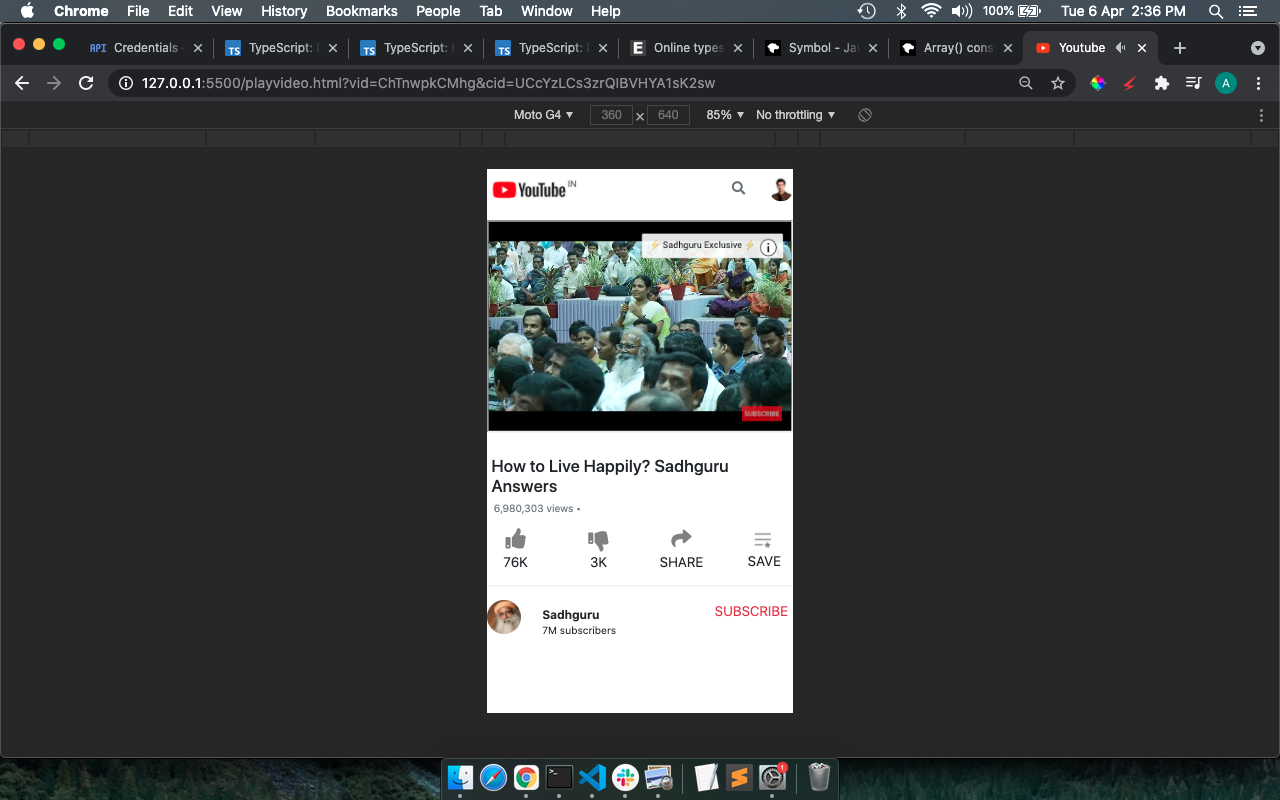 Chrome File Edit View History Bookmarks People Tab Window Help 100% Tue 6 Apr 2:36 PM
API Credentials - TS TypeScript: TS TypeScript: TS TypeScript: E Online types Symbol - Jav Array() cons Youtube
127.0.0.1:5500/playvideo.html?vid=ChTnwpkCMhg&cid=UCcYzLCs3zrQIBVHYA1sK2sw A
Moto G4 ▼ 360 × 640 85% ▼ No throttling ▼
YouTube IN
⚡ Sadhguru Exclusive ⚡ i
SUBSCRIBE
How to Live Happily? Sadhguru
Answers
6,980,303 views •
76K 3K SHARE SAVE
Sadhguru SUBSCRIBE
7M subscribers
1